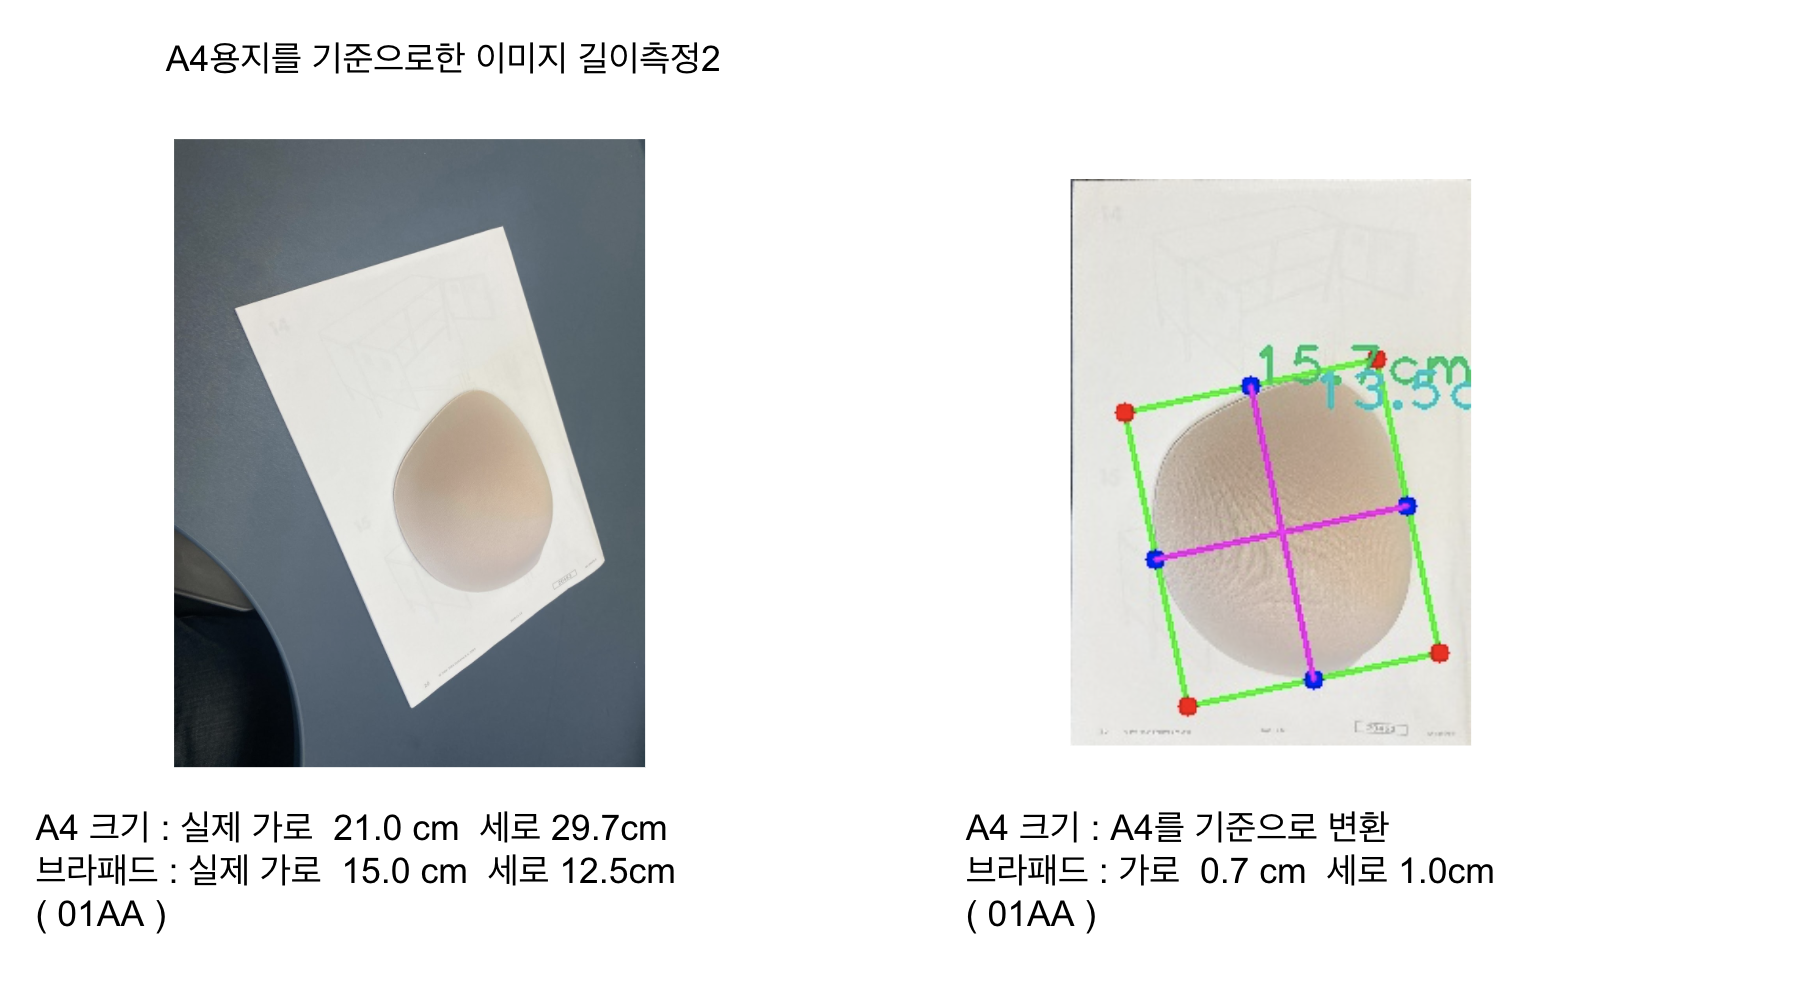 A4용지를 기준으로한 이미지 길이측정2
14
14
15.7cm
13.5c
A4 크기 : 실제 가로 21.0 cm 세로 29.7cm
브라패드 : 실제 가로 15.0 cm 세로 12.5cm
( 01AA )
A4 크기 : A4를 기준으로 변환
브라패드 : 가로 0.7 cm 세로 1.0cm
( 01AA )